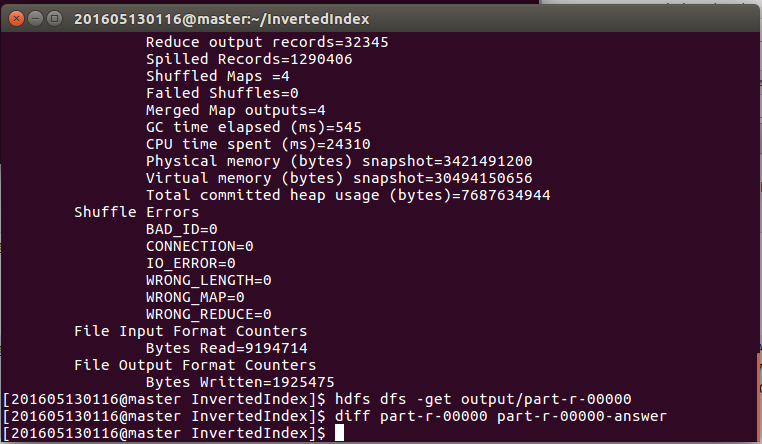 201605130116@master:~/InvertedIndex
Reduce output records=32345
Spilled Records=1290406
Shuffled Maps =4
Failed Shuffles=0
Merged Map outputs=4
GC time elapsed (ms)=545
CPU time spent (ms)=24310
Physical memory (bytes) snapshot=3421491200
Virtual memory (bytes) snapshot=30494150656
Total committed heap usage (bytes)=7687634944
Shuffle Errors
BAD_ID=0
CONNECTION=0
IO_ERROR=0
WRONG_LENGTH=0
WRONG_MAP=0
WRONG_REDUCE=0
File Input Format Counters
Bytes Read=9194714
File Output Format Counters
Bytes Written=1925475
[201605130116@master InvertedIndex]$ hdfs dfs -get output/part-r-00000
[201605130116@master InvertedIndex]$ diff part-r-00000 part-r-00000-answer
[201605130116@master InvertedIndex]$